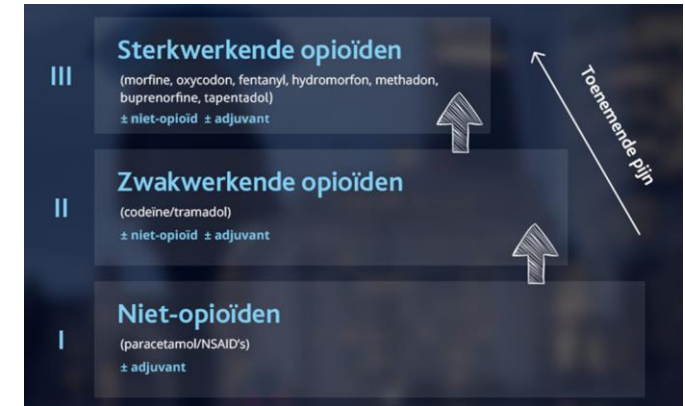 III
Sterkwerkende opioïden
(morfine, oxycodon, fentanyl, hydromorfon, methadon,
buprenorfine, tapentadol)
± niet-opioïd ± adjuvant
Toenemende pijn
II
Zwakwerkende opioïden
(codeïne/tramadol)
± niet-opioïd ± adjuvant
I
Niet-opioïden
(paracetamol/NSAID's)
± adjuvant